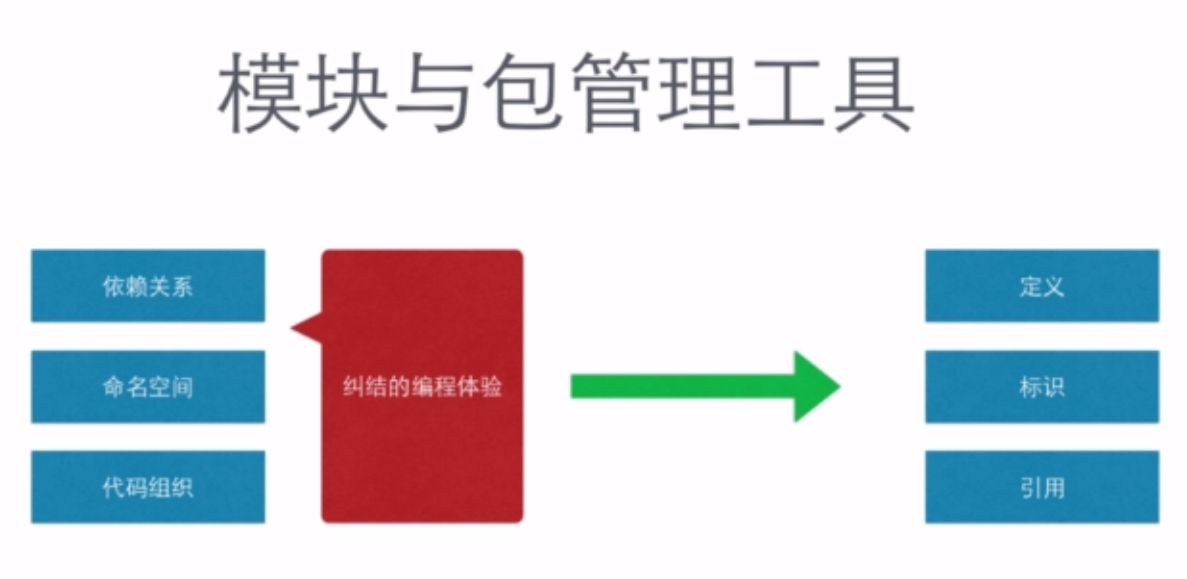 模块与包管理工具
依赖关系
命名空间
代码组织
纠结的编程体验
定义
标识
引用